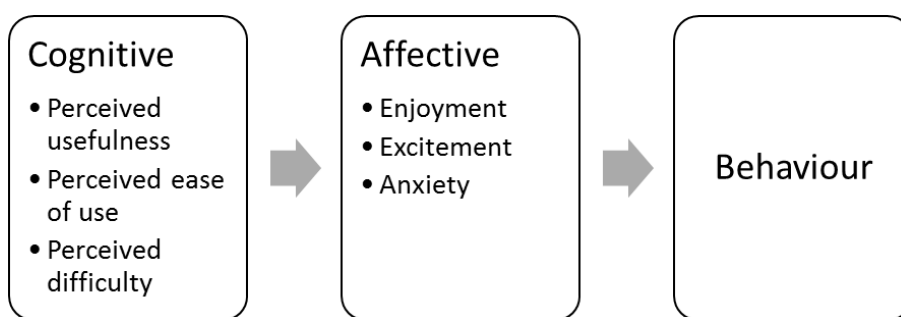 Cognitive
• Perceived
usefulness
• Perceived ease
of use
• Perceived
difficulty
Affective
• Enjoyment
• Excitement
• Anxiety
Behaviour